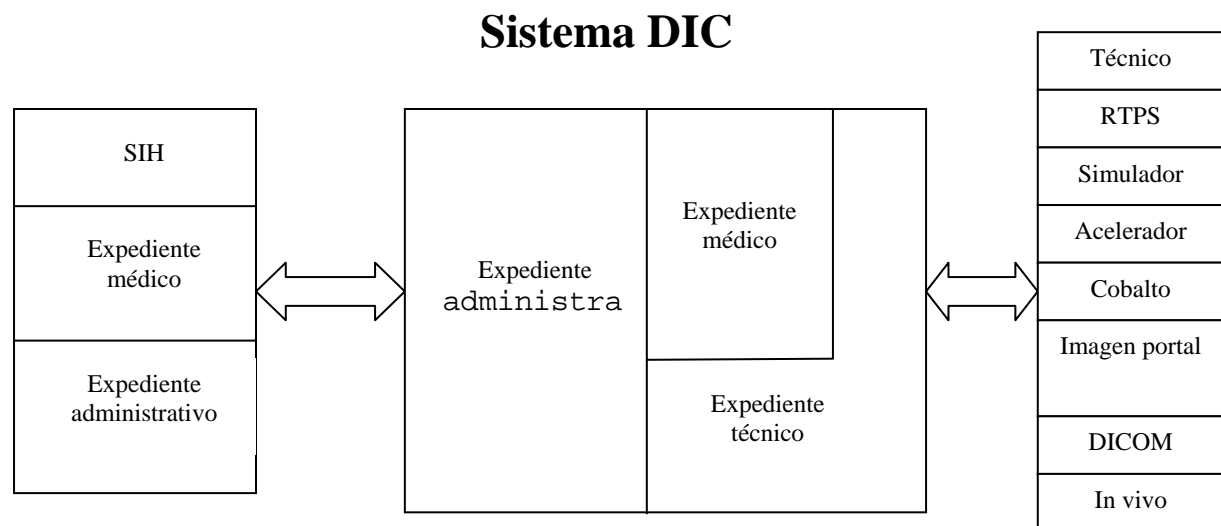 Sistema DIC
SIH
Expediente
médico
Expediente
administrativo
Expediente
administra
Expediente
médico
Expediente
técnico
Técnico
RTPS
Simulador
Acelerador
Cobalto
Imagen portal
DICOM
In vivo